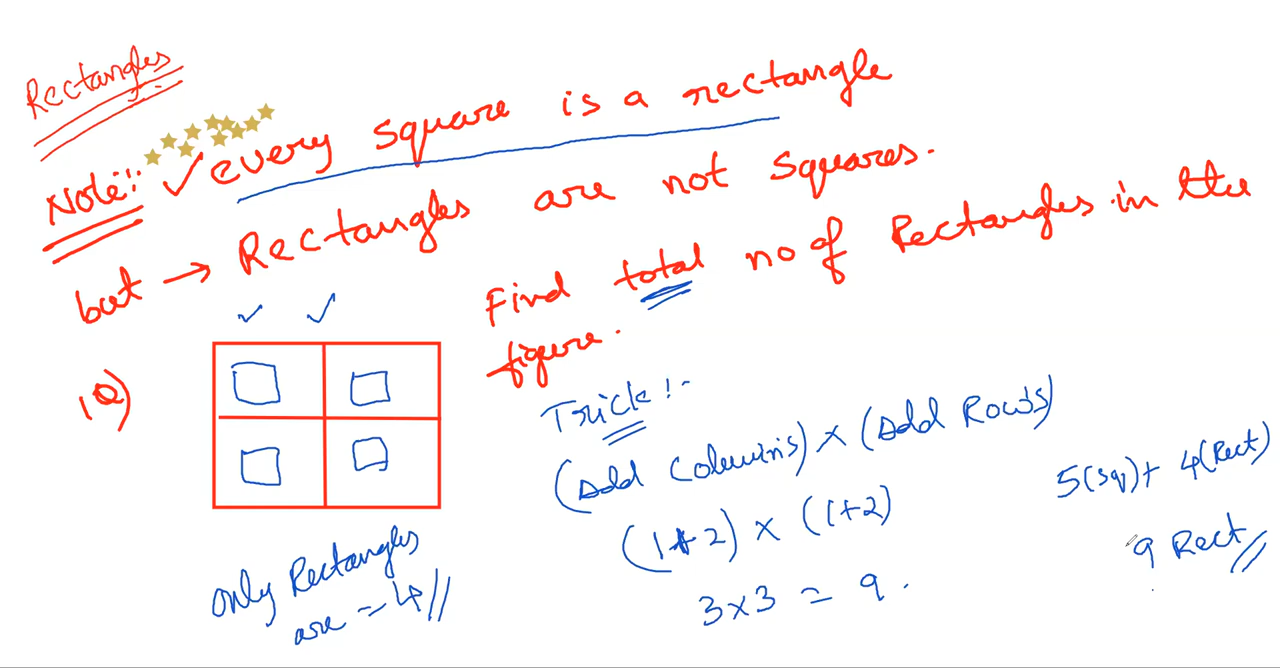 Rectangles
Note!: ✓ every square is a rectangle
but → Rectangles are not squares.
Find total no of Rectangles in the
figure.
1Q)
Trick!:-
(Add Columns) × (Add Rows)
(1+2) × (1+2)
3×3 = 9.
5(Sq)+ 4(Rect)
9 Rect//
only Rectangles
are = 4//